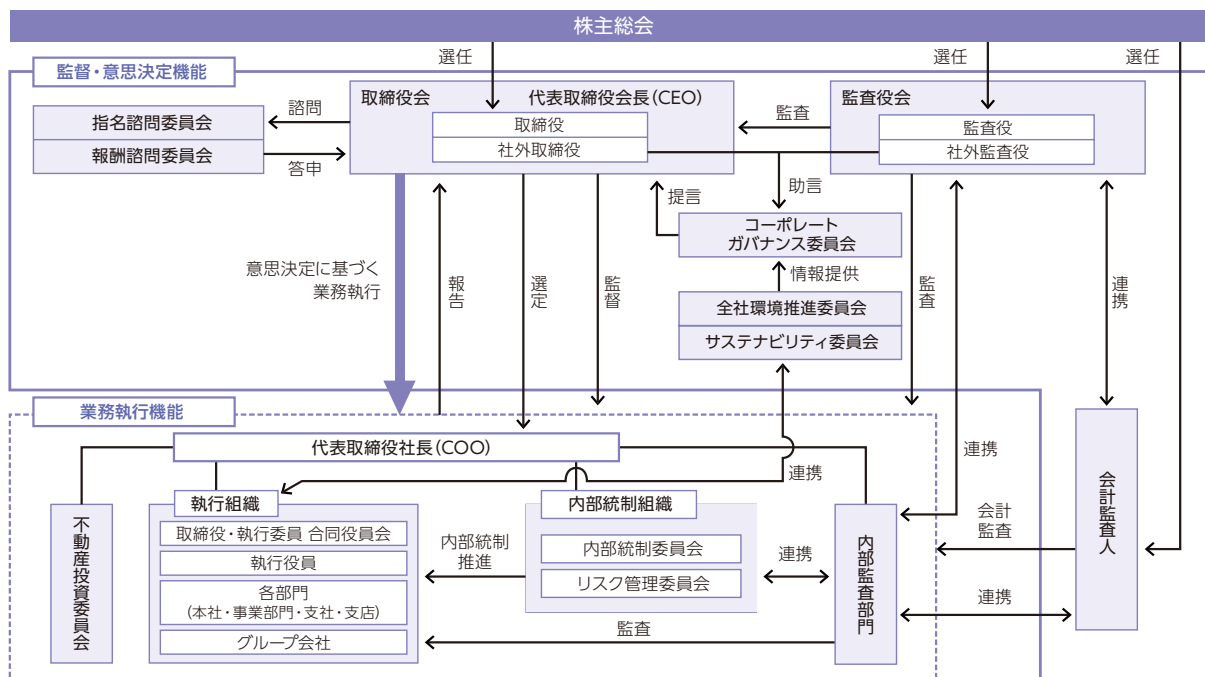 株主総会
選任
選任
選任
監督・意思決定機能
取締役会
代表取締役会長(CEO)
取締役
社外取締役
監査役会
監査役
社外監査役
指名諮問委員会
報酬諮問委員会
諮問
答申
監査
助言
提言
コーポレート
ガバナンス委員会
情報提供
全社環境推進委員会
サステナビリティ委員会
意思決定に基づく
業務執行
報告
選定
監督
監査
連携
業務執行機能
代表取締役社長(COO)
連携
連携
執行組織
取締役・執行委員 合同役員会
執行役員
各部門
(本社・事業部門・支社・支店)
グループ会社
内部統制
推進
内部統制組織
内部統制委員会
リスク管理委員会
連携
不動産投資委員会
内部監査部門
会計
監査
会計監査人
連携
監査